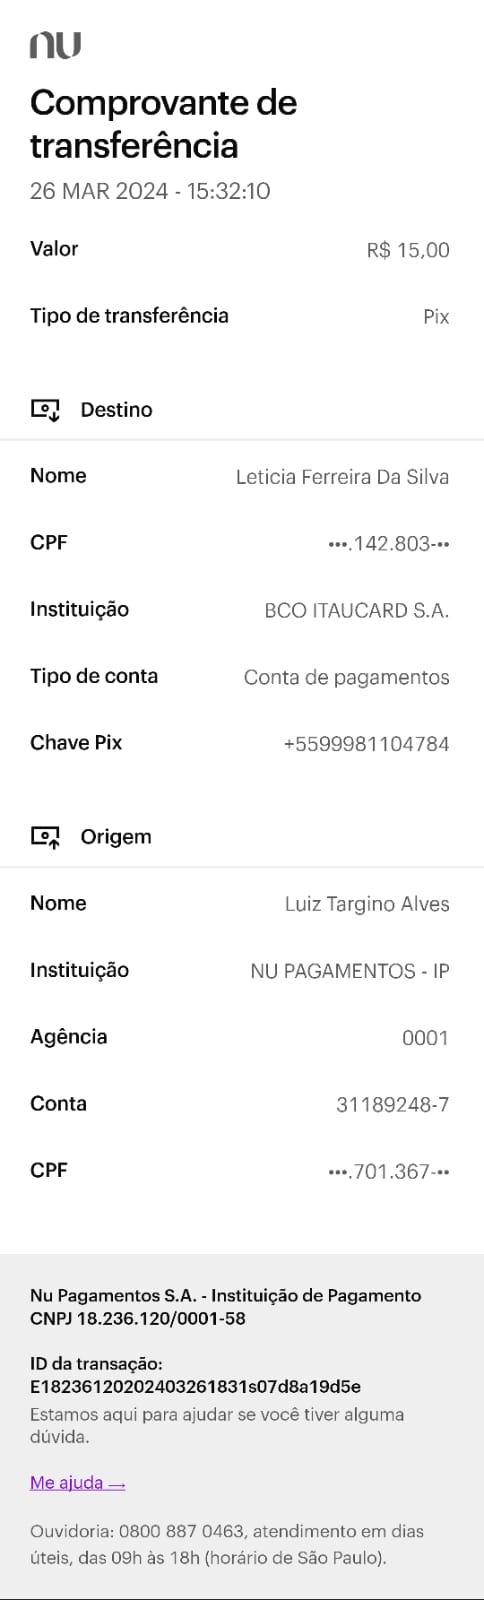 nu
Comprovante de
transferência
26 MAR 2024 - 15:32:10
Valor R$ 15,00
Tipo de transferência Pix
Destino
Nome Leticia Ferreira Da Silva
CPF •••.142.803-••
Instituição BCO ITAUCARD S.A.
Tipo de conta Conta de pagamentos
Chave Pix +5599981104784
Origem
Nome Luiz Targino Alves
Instituição NU PAGAMENTOS - IP
Agência 0001
Conta 31189248-7
CPF •••.701.367-••
Nu Pagamentos S.A. - Instituição de Pagamento
CNPJ 18.236.120/0001-58
ID da transação:
E18236120202403261831s07d8a19d5e
Estamos aqui para ajudar se você tiver alguma
dúvida.
Me ajuda →
Ouvidoria: 0800 887 0463, atendimento em dias
úteis, das 09h às 18h (horário de São Paulo).